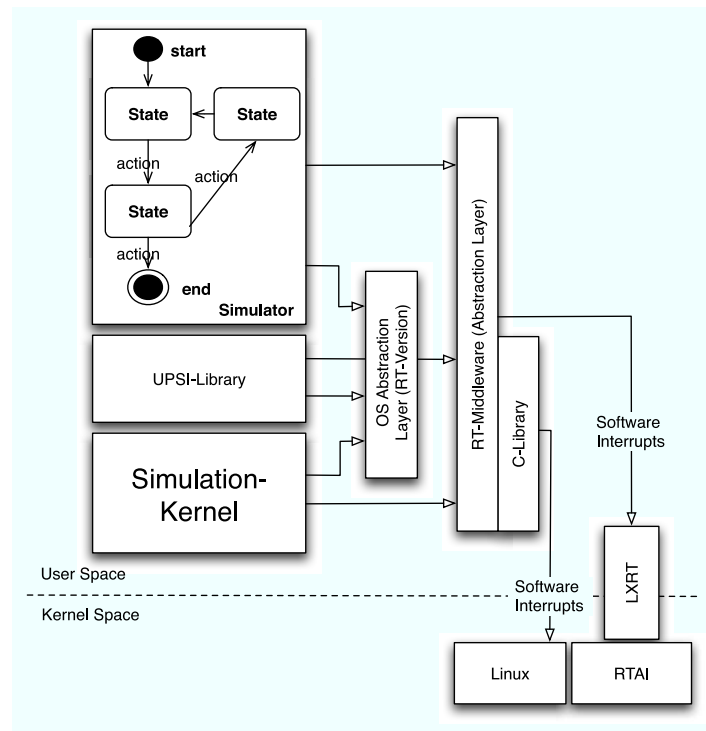 start
State
State
action
action
State
action
end
Simulator
UPSI-Library
Simulation-
Kernel
OS Abstraction
Layer (RT-Version)
RT-Middleware (Abstraction Layer)
C-Library
Software
Interrupts
LXRT
User Space
Software
Interrupts
Kernel Space
Linux
RTAI